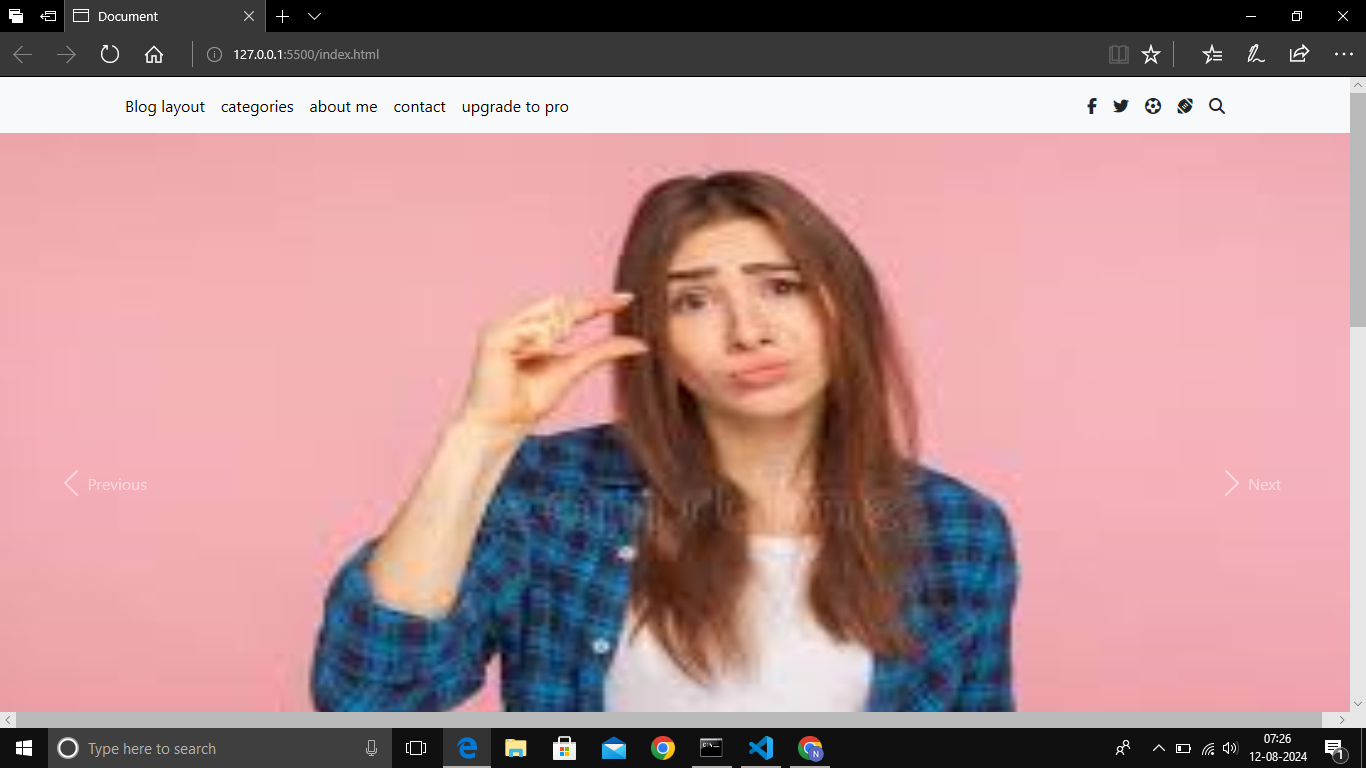 Document
127.0.0.1:5500/index.html
Blog layout categories about me contact upgrade to pro
Previous
Next
Type here to search
N
07:26
12-08-2024
1